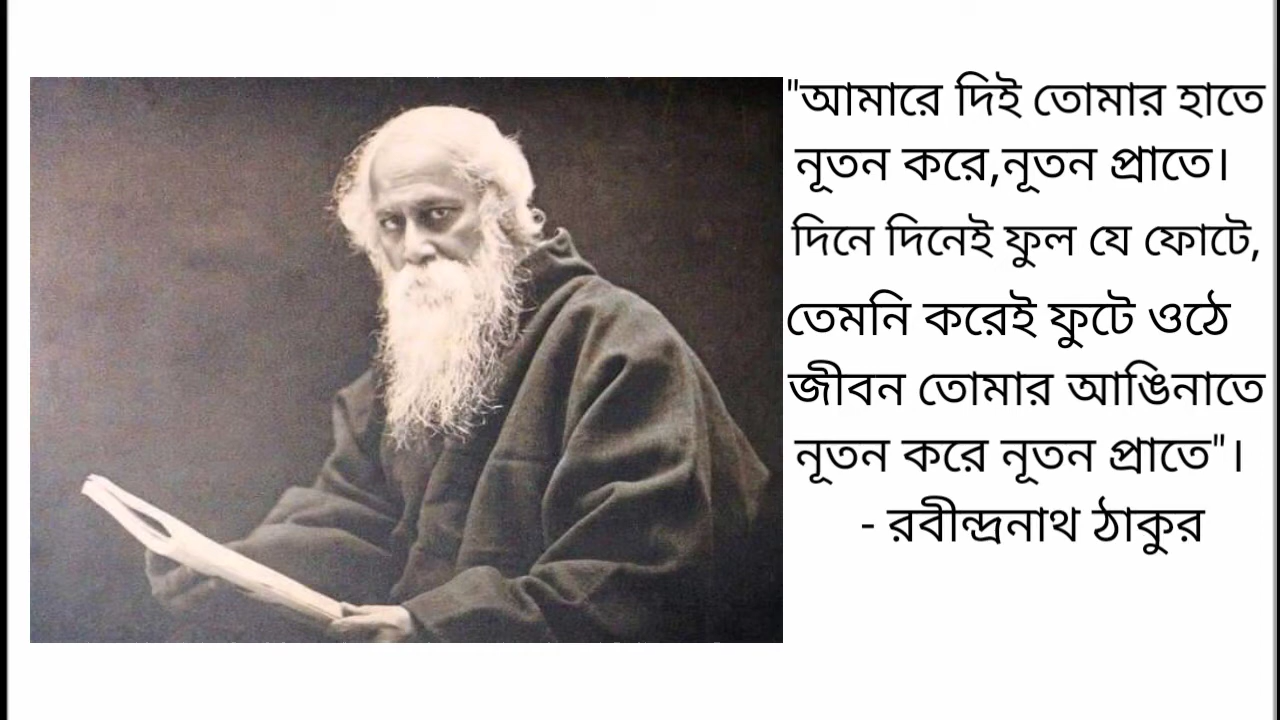 "আমারে দিই তোমার হাতে
নূতন করে,নূতন প্রাতে।
দিনে দিনেই ফুল যে ফোটে,
তেমনি করেই ফুটে ওঠে
জীবন তোমার আঙিনাতে
নূতন করে নূতন প্রাতে"।
- রবীন্দ্রনাথ ঠাকুর